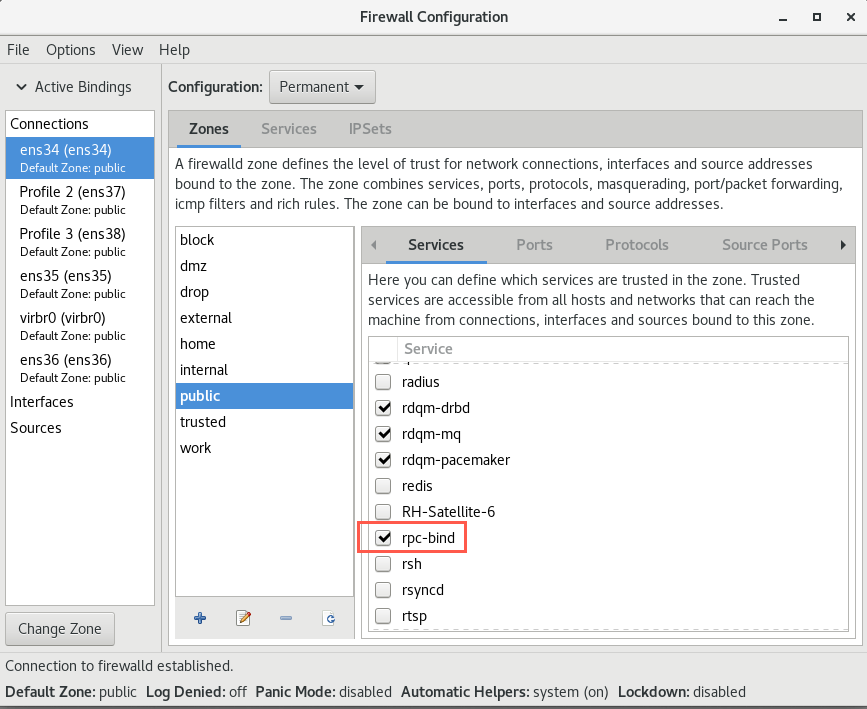 Firewall Configuration
File Options View Help
Active Bindings
Connections
ens34 (ens34)
Default Zone: public
Profile 2 (ens37)
Default Zone: public
Profile 3 (ens38)
Default Zone: public
ens35 (ens35)
Default Zone: public
virbr0 (virbr0)
Default Zone: public
ens36 (ens36)
Default Zone: public
Interfaces
Sources
Change Zone
Configuration: Permanent
Zones Services IPSets
A firewalld zone defines the level of trust for network connections, interfaces and source addresses
bound to the zone. The zone combines services, ports, protocols, masquerading, port/packet forwarding,
icmp filters and rich rules. The zone can be bound to interfaces and source addresses.
block
dmz
drop
external
home
internal
public
trusted
work
Services Ports Protocols Source Ports
Here you can define which services are trusted in the zone. Trusted
services are accessible from all hosts and networks that can reach the
machine from connections, interfaces and sources bound to this zone.
Service
radius
rdqm-drbd
rdqm-mq
rdqm-pacemaker
redis
RH-Satellite-6
rpc-bind
rsh
rsyncd
rtsp
Connection to firewalld established.
Default Zone: public Log Denied: off Panic Mode: disabled Automatic Helpers: system (on) Lockdown: disabled